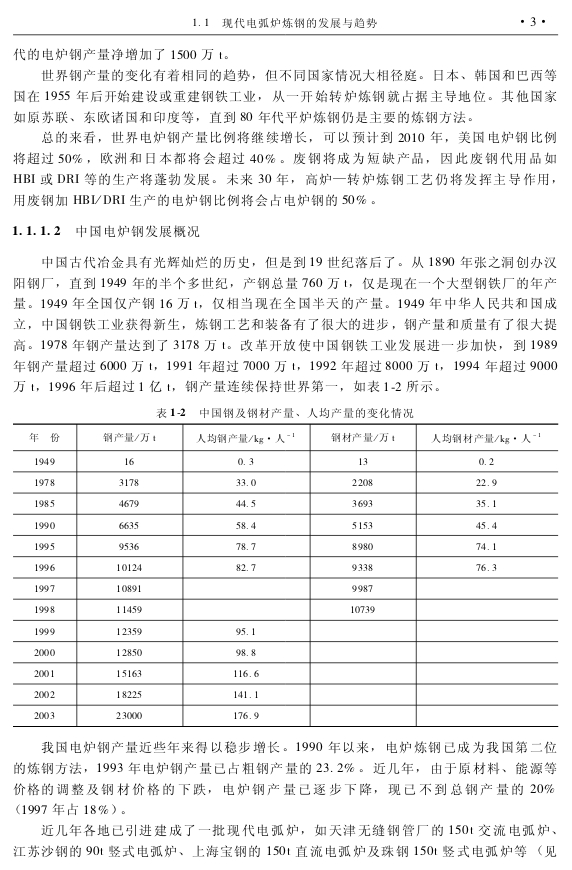 1.1 现代电弧炉炼钢的发展与趋势 ·3·
代的电炉钢产量净增加了 1500 万 t。
世界钢产量的变化有着相同的趋势，但不同国家情况大相径庭。日本、韩国和巴西等
国在 1955 年后开始建设或重建钢铁工业，从一开始转炉炼钢就占据主导地位。其他国家
如原苏联、东欧诸国和印度等，直到 80 年代平炉炼钢仍是主要的炼钢方法。
总的来看，世界电炉钢产量比例将继续增长，可以预计到 2010 年，美国电炉钢比例
将超过 50%，欧洲和日本都将会超过 40%。废钢将成为短缺产品，因此废钢代用品如
HBI 或 DRI 等的生产将蓬勃发展。未来 30 年，高炉—转炉炼钢工艺仍将发挥主导作用，
用废钢加 HBI/DRI 生产的电炉钢比例将会占电炉钢的 50%。
1.1.1.2 中国电炉钢发展概况
中国古代冶金具有光辉灿烂的历史，但是到 19 世纪落后了。从 1890 年张之洞创办汉
阳钢厂，直到 1949 年的半个多世纪，产钢总量 760 万 t，仅是现在一个大型钢铁厂的年产
量。1949 年全国仅产钢 16 万 t，仅相当现在全国半天的产量。1949 年中华人民共和国成
立，中国钢铁工业获得新生，炼钢工艺和装备有了很大的进步，钢产量和质量有了很大提
高。1978 年钢产量达到了 3178 万 t。改革开放使中国钢铁工业发展进一步加快，到 1989
年钢产量超过 6000 万 t，1991 年超过 7000 万 t，1992 年超过 8000 万 t，1994 年超过 9000
万 t，1996 年后超过 1 亿 t，钢产量连续保持世界第一，如表 1-2 所示。
表 1-2 中国钢及钢材产量、人均产量的变化情况
年 份 钢产量/万 t 人均钢产量/kg·人⁻¹ 钢材产量/万 t 人均钢材产量/kg·人⁻¹
1949 16 0.3 13 0.2
1978 3178 33.0 2208 22.9
1985 4679 44.5 3693 35.1
1990 6635 58.4 5153 45.4
1995 9536 78.7 8980 74.1
1996 10124 82.7 9338 76.3
1997 10891 9987
1998 11459 10739
1999 12359 95.1
2000 12850 98.8
2001 15163 116.6
2002 18225 141.1
2003 23000 176.9
我国电炉钢产量近些年来得以稳步增长。1990 年以来，电炉炼钢已成为我国第二位
的炼钢方法，1993 年电炉钢产量已占粗钢产量的 23.2%。近几年，由于原材料、能源等
价格的调整及钢材价格的下跌，电炉钢产量已逐步下降，现已不到总钢产量的 20%
（1997 年占 18%）。
近几年各地已引进建成了一批现代电弧炉，如天津无缝钢管厂的 150t 交流电弧炉、
江苏沙钢的 90t 竖式电弧炉、上海宝钢的 150t 直流电弧炉及珠钢 150t 竖式电弧炉等（见